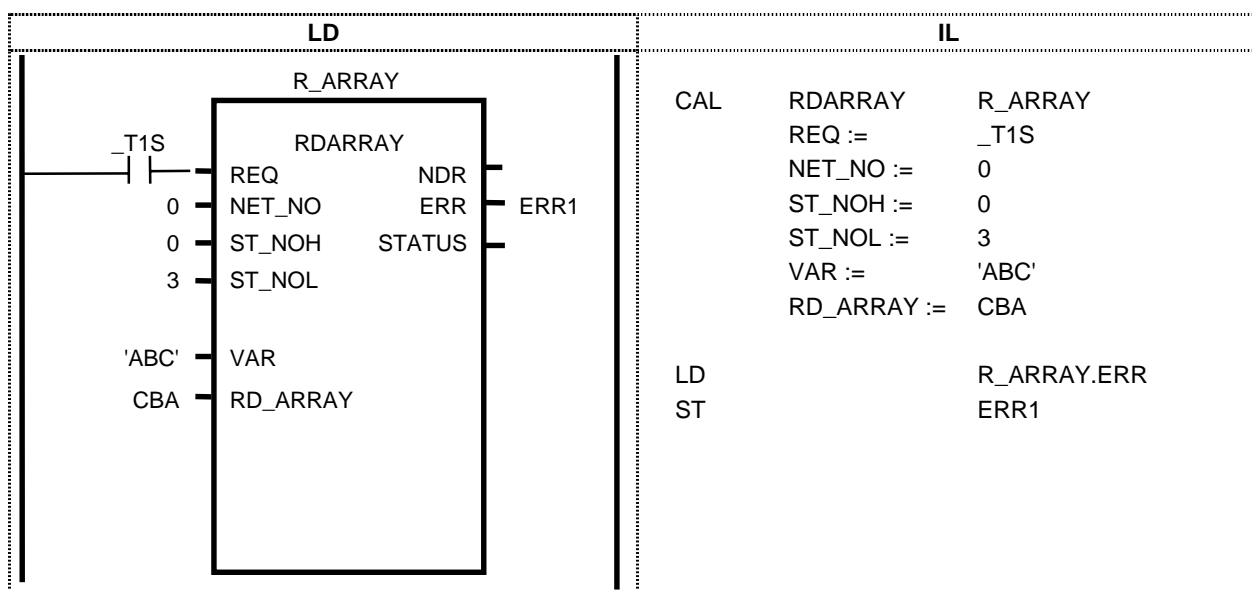 LD
R_ARRAY
_T1S
RDARRAY
REQ NDR
0 NET_NO ERR ERR1
0 ST_NOH STATUS
3 ST_NOL
'ABC' VAR
CBA RD_ARRAY
IL
CAL RDARRAY R_ARRAY
REQ := _T1S
NET_NO := 0
ST_NOH := 0
ST_NOL := 3
VAR := 'ABC'
RD_ARRAY := CBA
LD R_ARRAY.ERR
ST ERR1